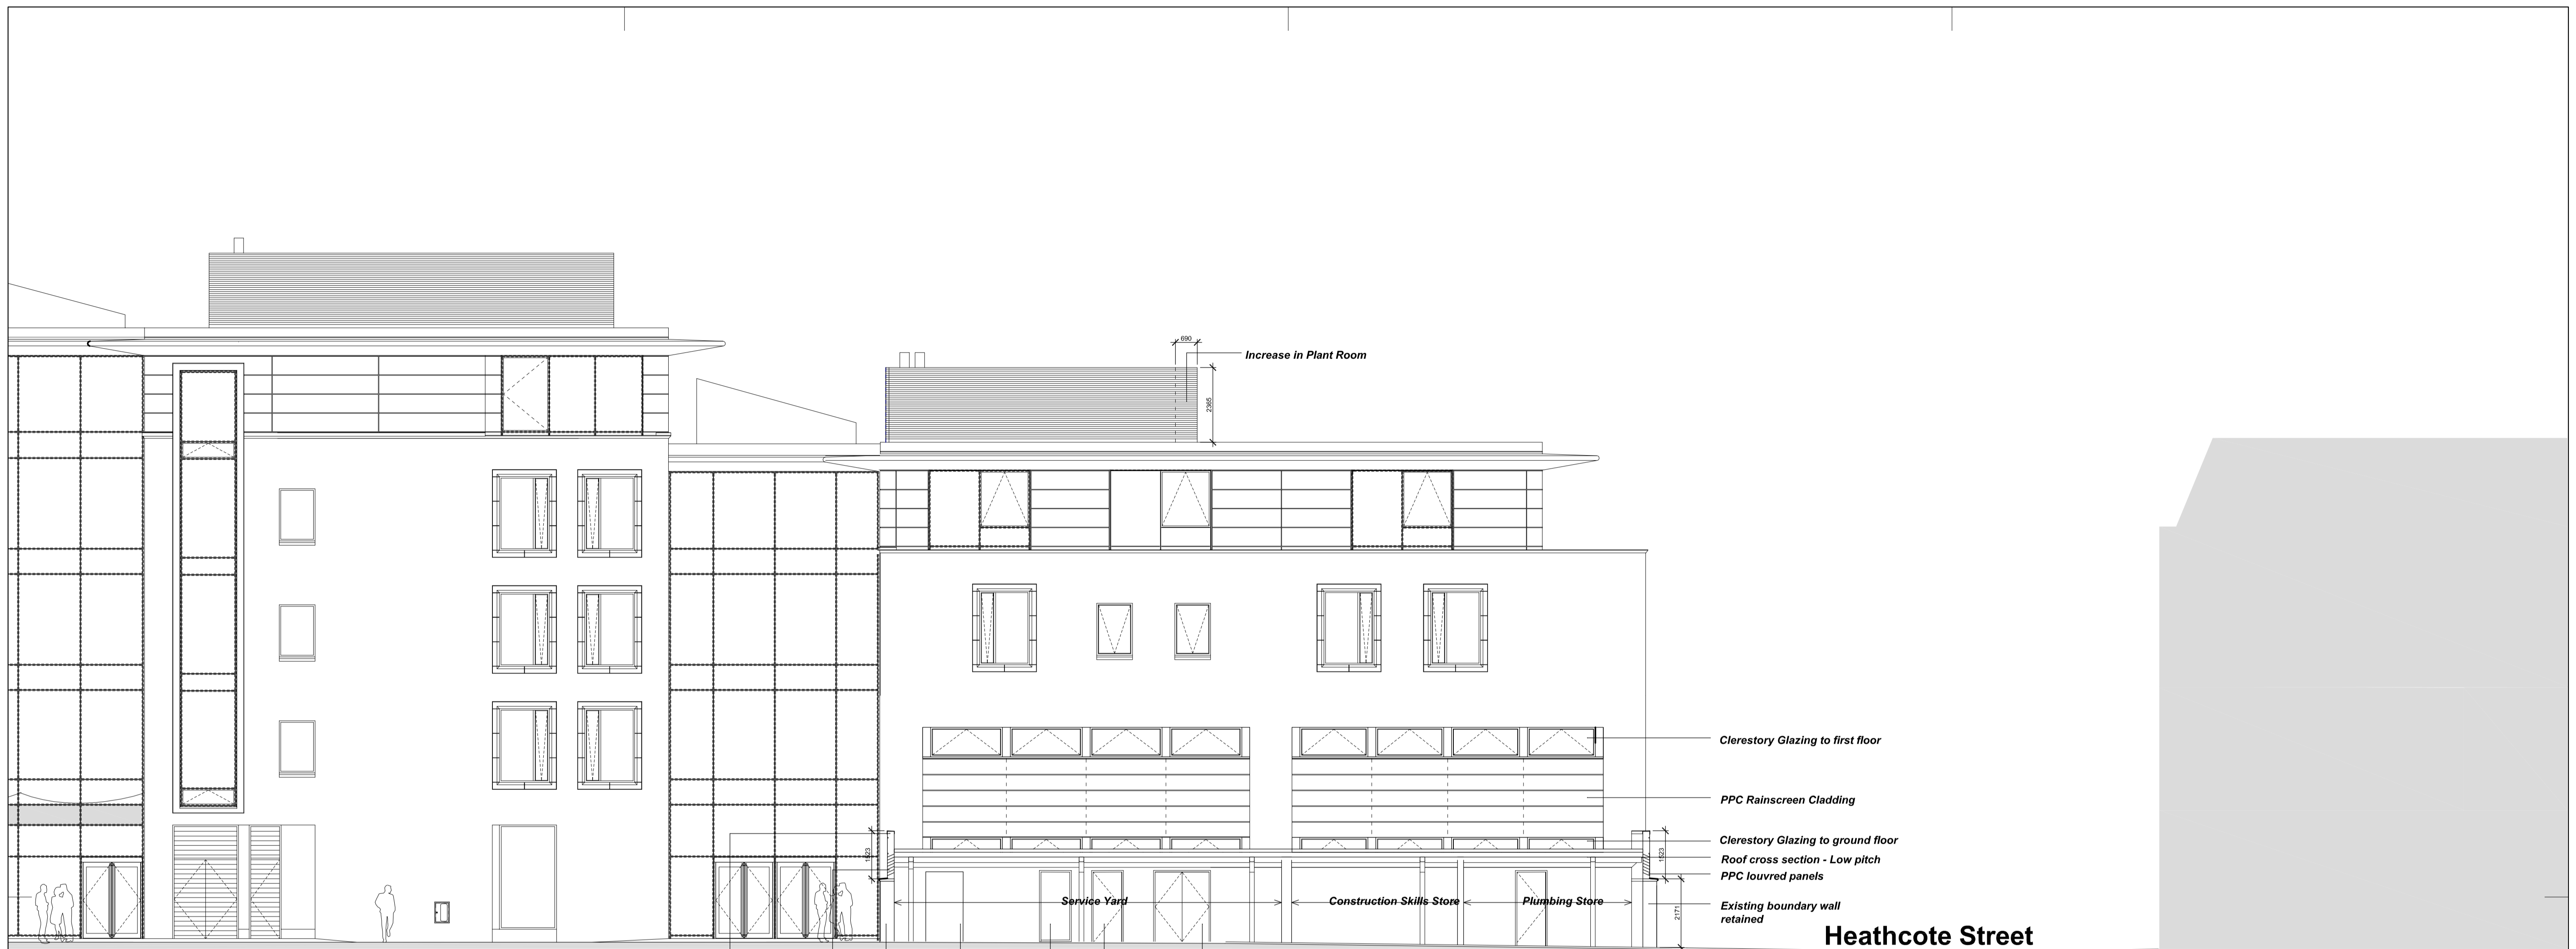 690
Increase in Plant Room
2365
Clerestory Glazing to first floor
PPC Rainscreen Cladding
1523
1523
Clerestory Glazing to ground floor
Roof cross section - Low pitch
PPC louvred panels
Service Yard
Construction Skills Store
Plumbing Store
2171
Existing boundary wall
retained
Heathcote Street